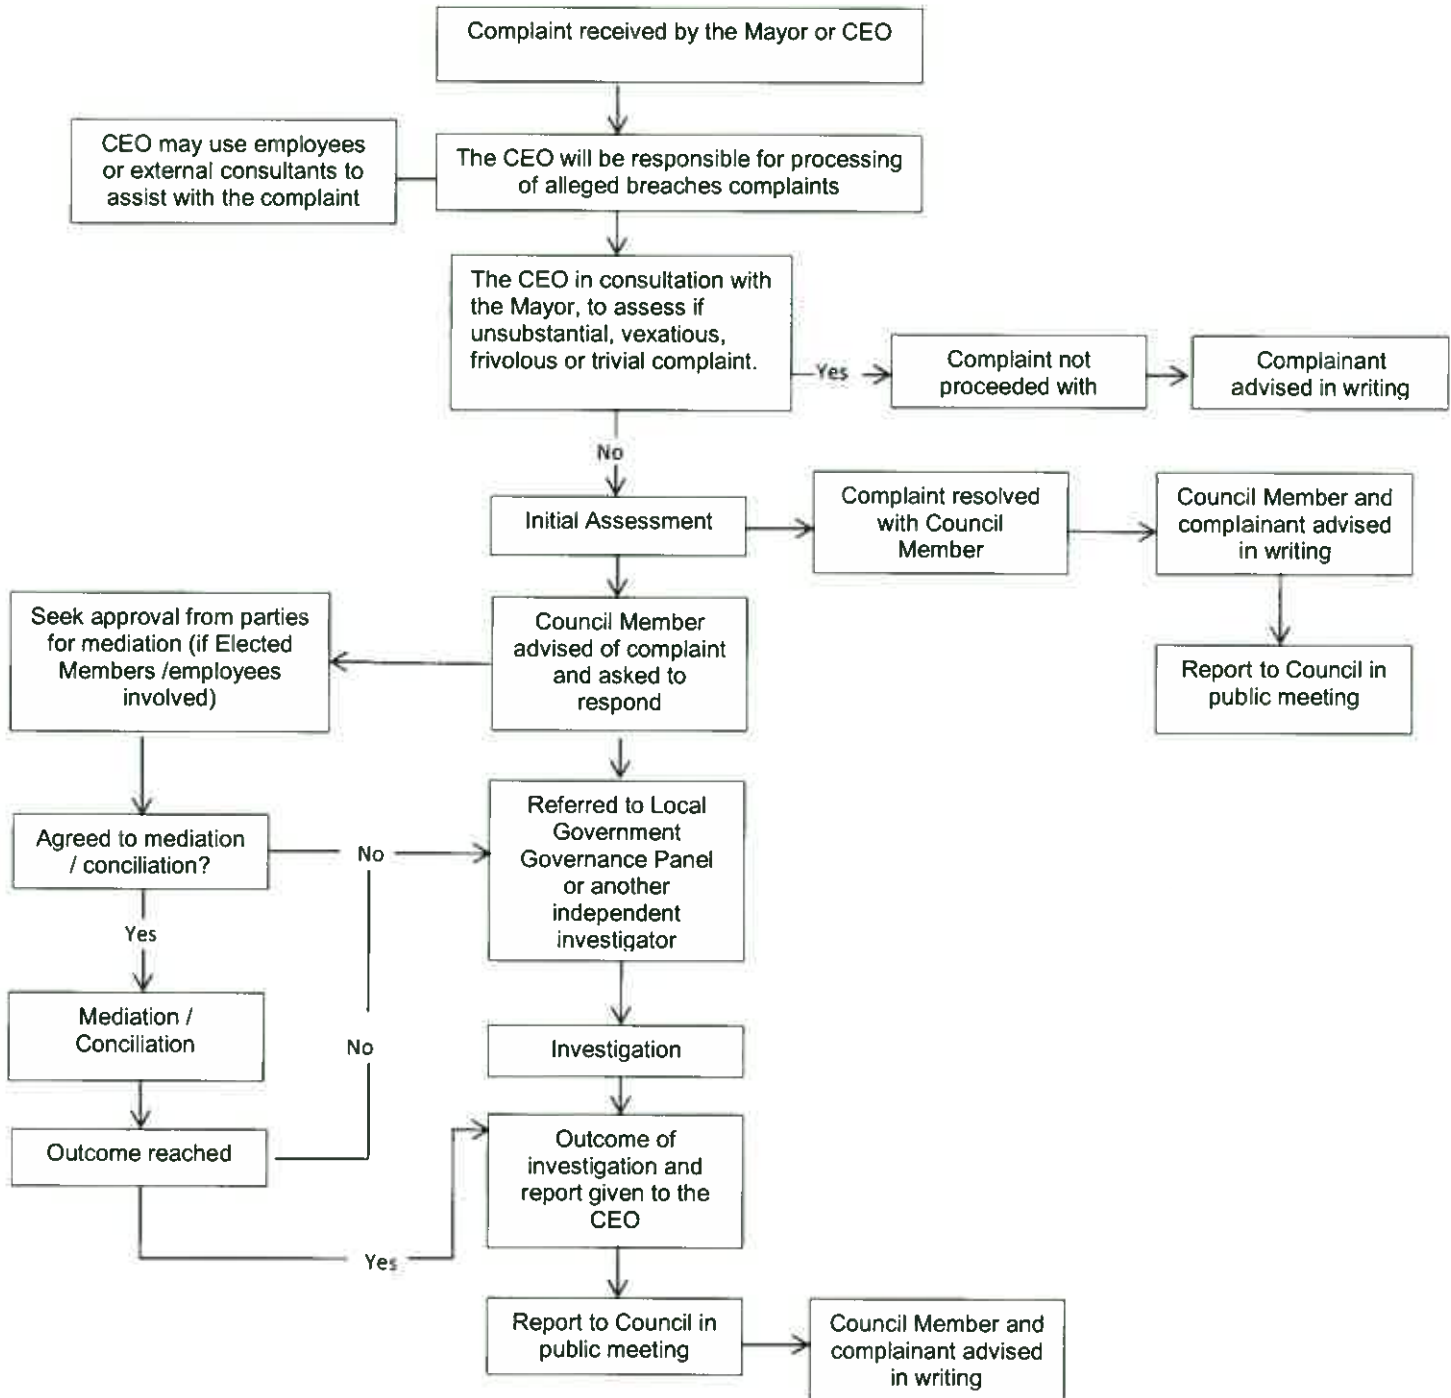 Complaint received by the Mayor or CEO
CEO may use employees
or external consultants to
assist with the complaint
The CEO will be responsible for processing
of alleged breaches complaints
The CEO in consultation with
the Mayor, to assess if
unsubstantial, vexatious,
frivolous or trivial complaint.
Yes
Complaint not
proceeded with
Complainant
advised in writing
No
Initial Assessment
Complaint resolved
with Council
Member
Council Member and
complainant advised
in writing
Report to Council in
public meeting
Seek approval from parties
for mediation (if Elected
Members /employees
involved)
Council Member
advised of complaint
and asked to
respond
Agreed to mediation
/ conciliation?
No
Referred to Local
Government
Governance Panel
or another
independent
investigator
Yes
Mediation /
Conciliation
No
Investigation
Outcome reached
Outcome of
investigation and
report given to the
CEO
Yes
Report to Council in
public meeting
Council Member and
complainant advised
in writing